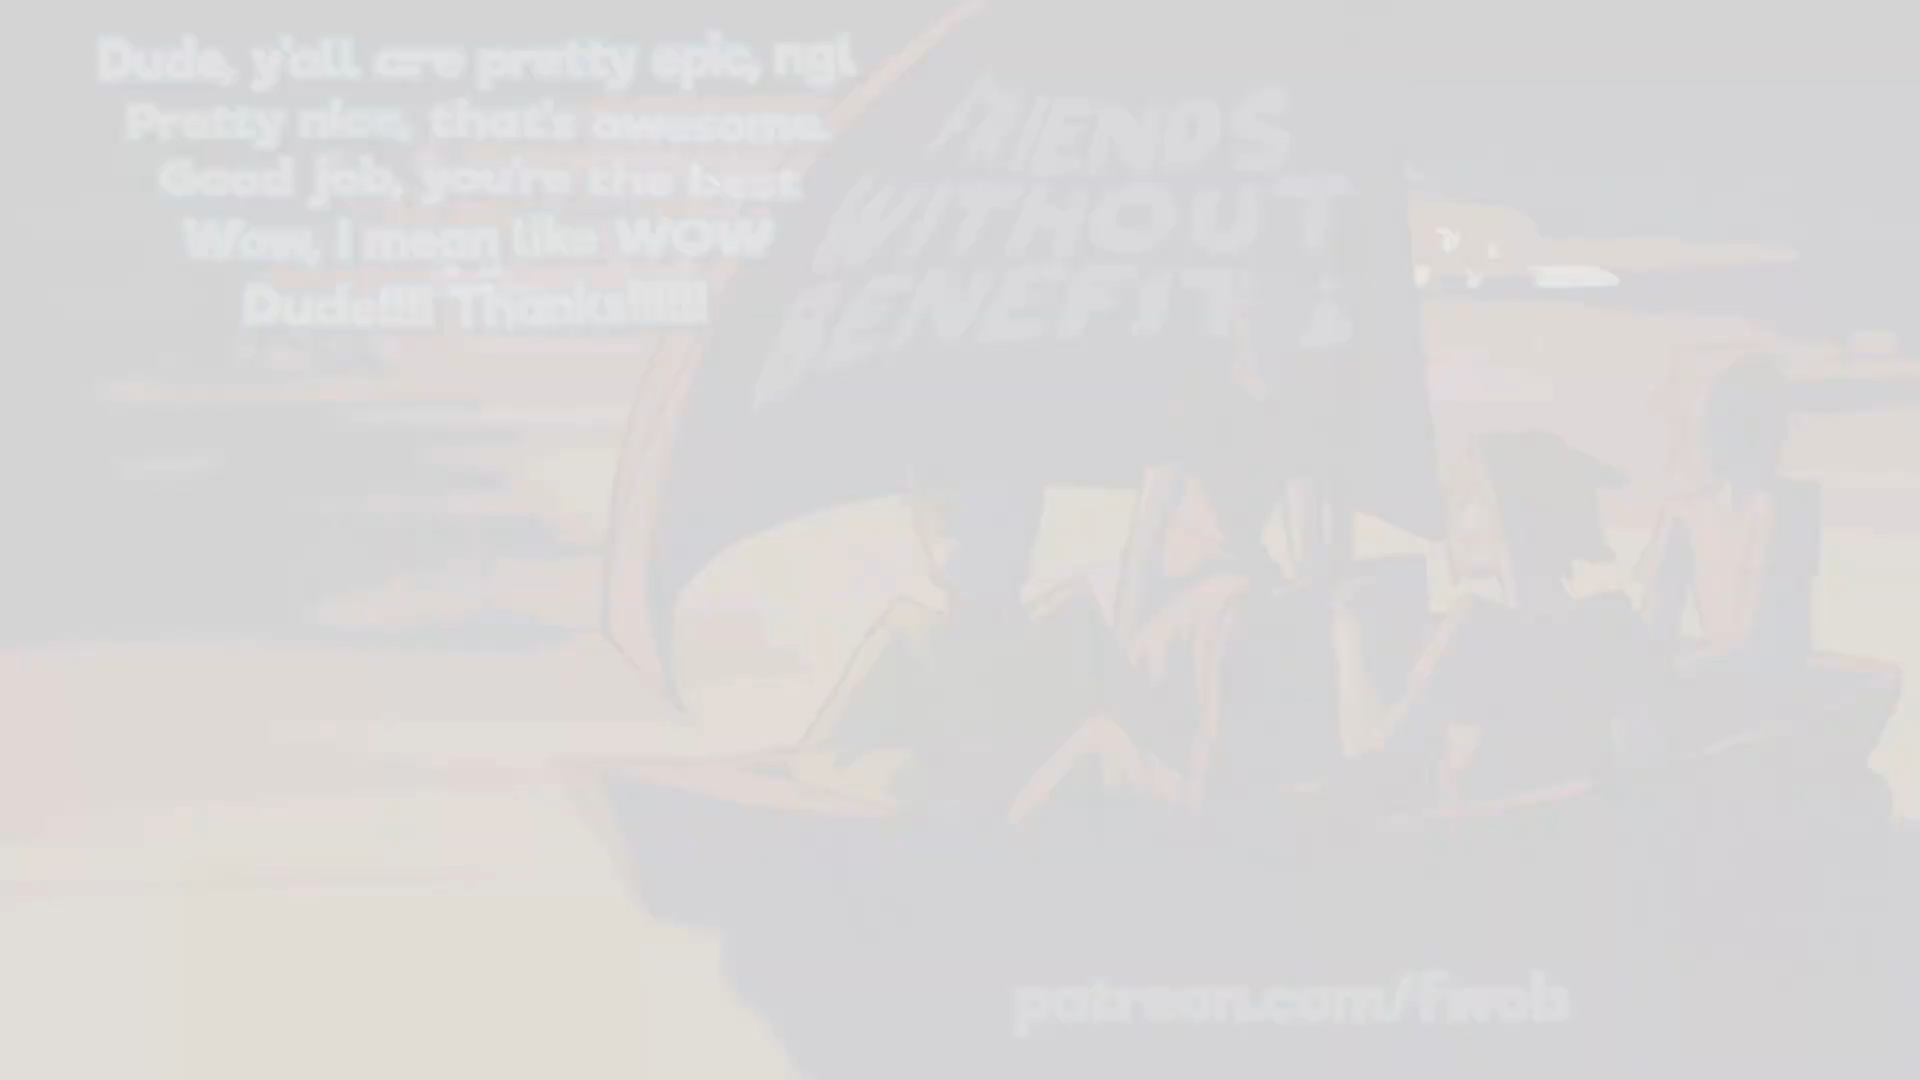 Dude, y'all are pretty epic, ngl
Pretty nice, that's awesome.
Good job, you're the best
Wow, I mean like WOW
Dude!!!! Thanks!!!!!!
FRIENDS
WITHOUT
BENEFITS
patreon.com/fwob